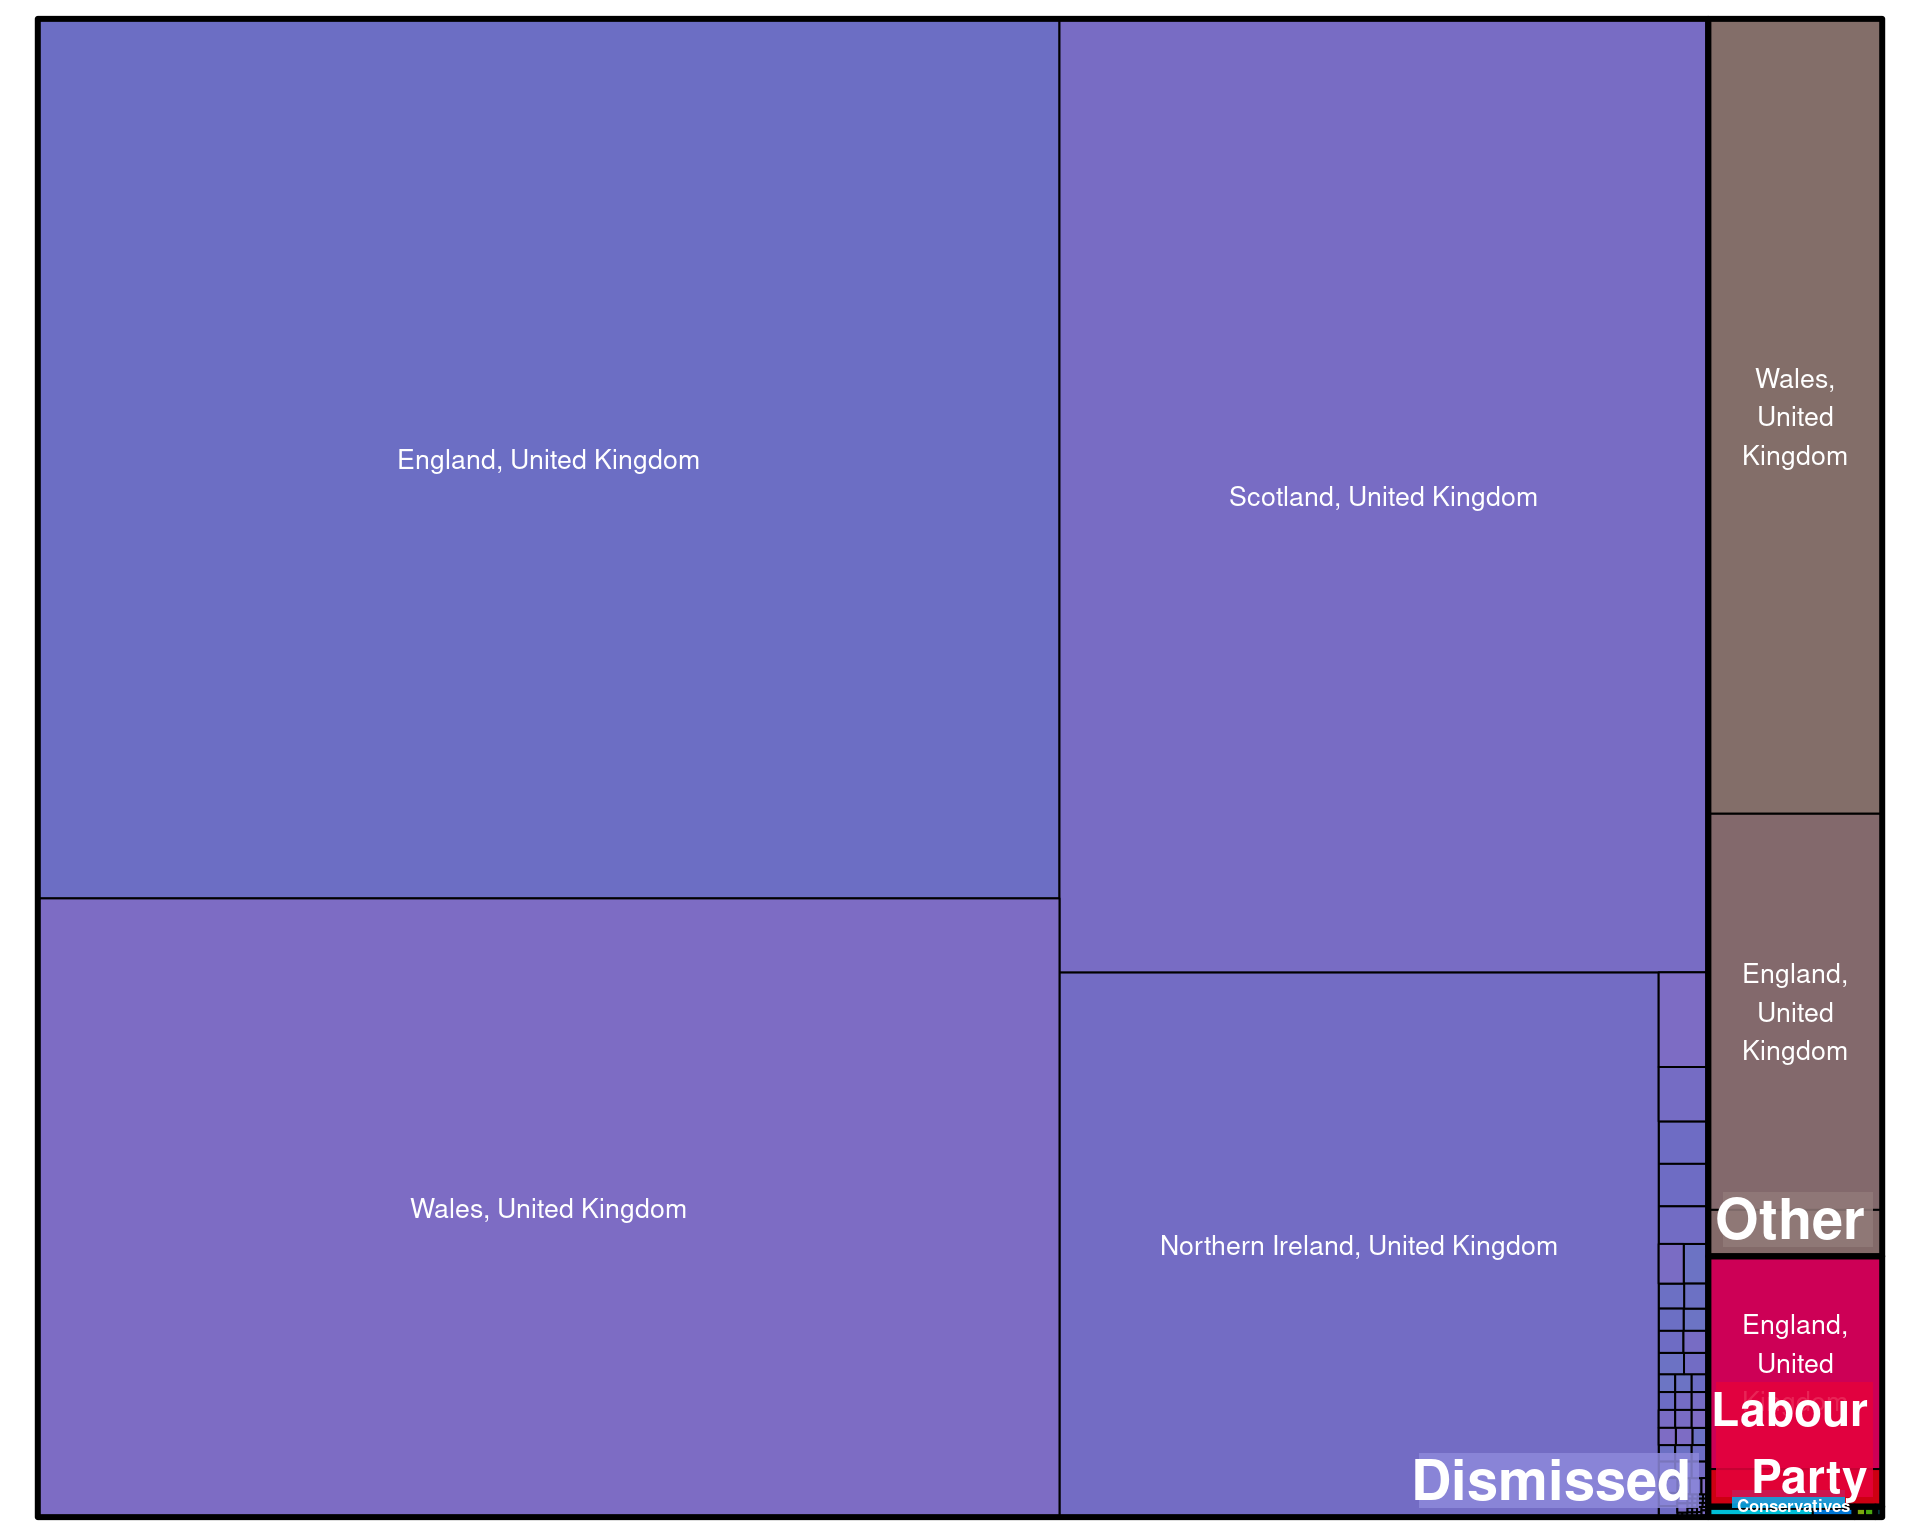 England, United Kingdom
Scotland, United Kingdom
Wales, United Kingdom
Northern Ireland, United Kingdom
Dismissed
Wales,
United
Kingdom
England,
United
Kingdom
Other
England,
United
Kingdom
Labour
Party
Conservatives